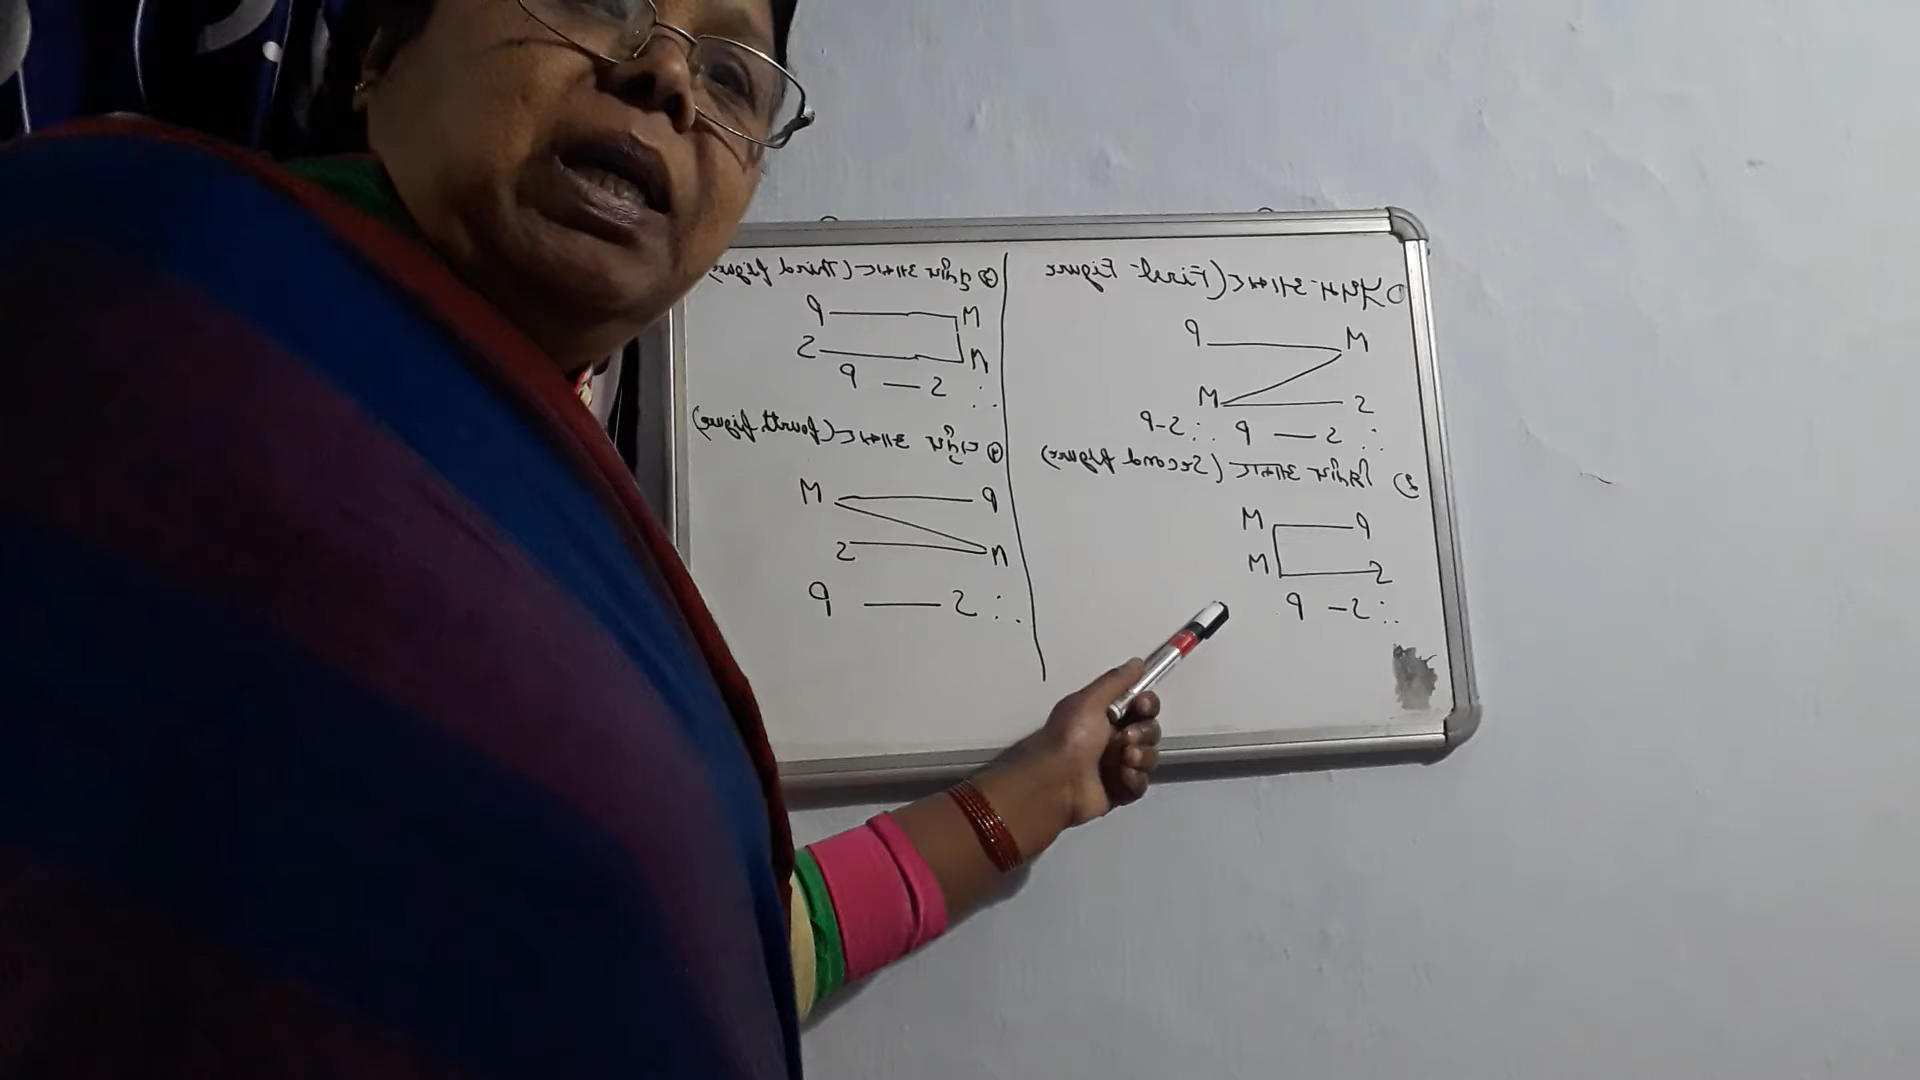 1) प्रथम आकार (First Figure
M — P
S — M
∴ S — P ∴ S-P
2) द्वितीय आकार (Second figure)
P — M
S — M
∴ S — P
③ तृतीय आकार (Third figure)
M — P
M — S
∴ S — P
④ चतुर्थ आकार (fourth figure)
P — M
M — S
∴ S — P